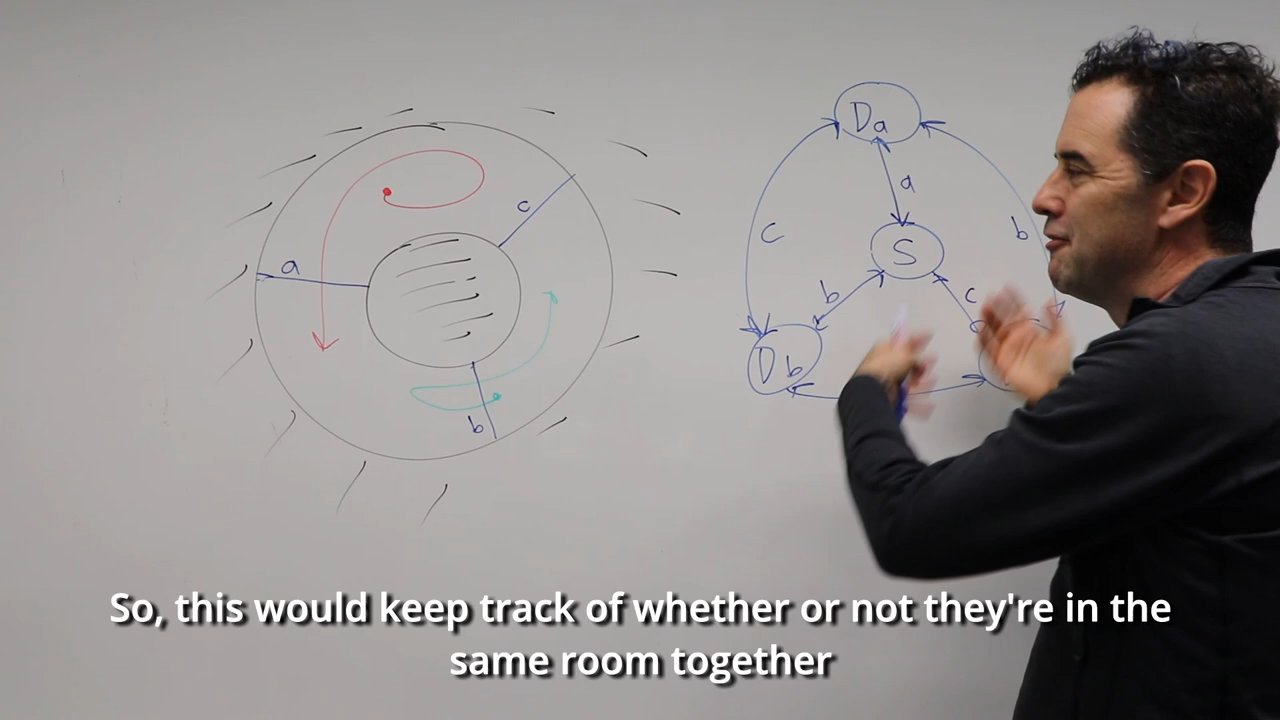 a
c
b
Da
a
c
b
S
b
c
Db
So, this would keep track of whether or not they're in the
same room together